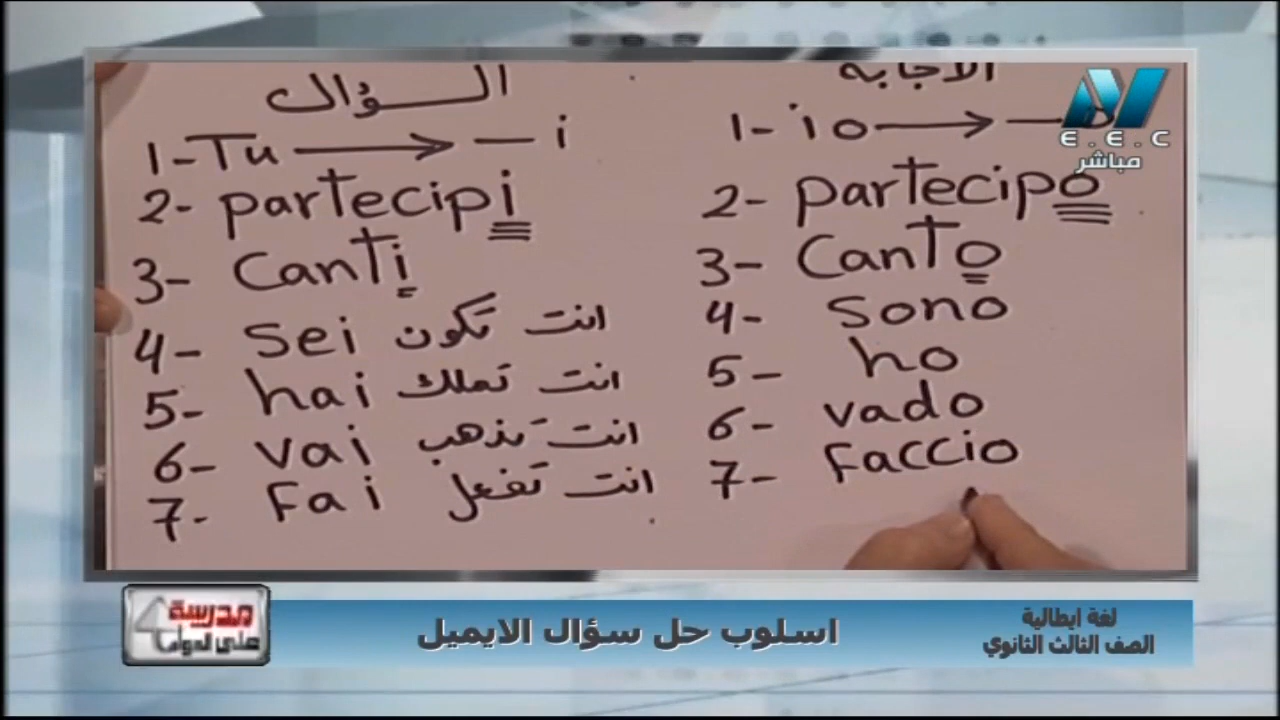 السؤال
1- Tu → — i
2- partecipi
3- Canti
4- Sei انت تكون
5- hai انت تملك
6- vai انت تذهب
7- Fai انت تفعل
الاجابة
1- io → —
2- partecipo
3- Canto
4- Sono
5- ho
6- vado
7- Faccio
E.E.C
مباشر
مدرسة
على الهواء
اسلوب حل سؤال الايميل
لغة ايطالية
الصف الثالث الثانوي